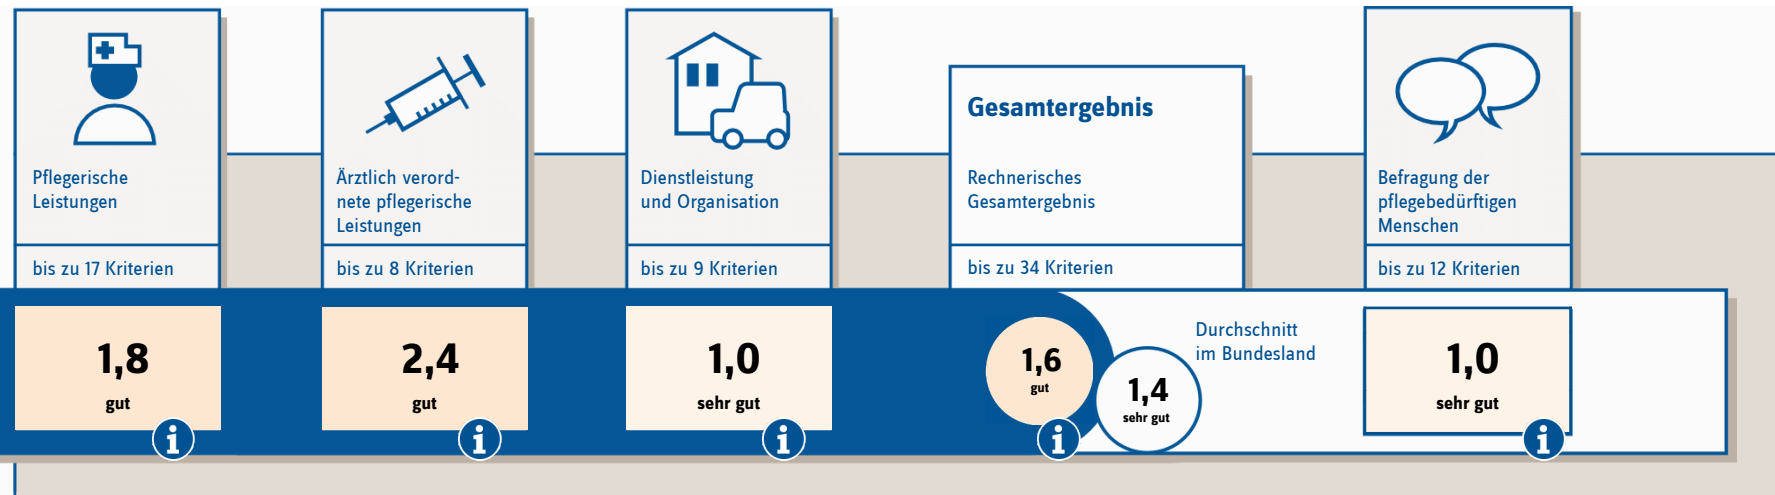 Pflegerische
Leistungen
bis zu 17 Kriterien
1,8
gut
Ärztlich verord-
nete pflegerische
Leistungen
bis zu 8 Kriterien
2,4
gut
Dienstleistung
und Organisation
bis zu 9 Kriterien
1,0
sehr gut
Gesamtergebnis
Rechnerisches
Gesamtergebnis
bis zu 34 Kriterien
1,6
gut
1,4
sehr gut
Durchschnitt
im Bundesland
Befragung der
pflegebedürftigen
Menschen
bis zu 12 Kriterien
1,0
sehr gut